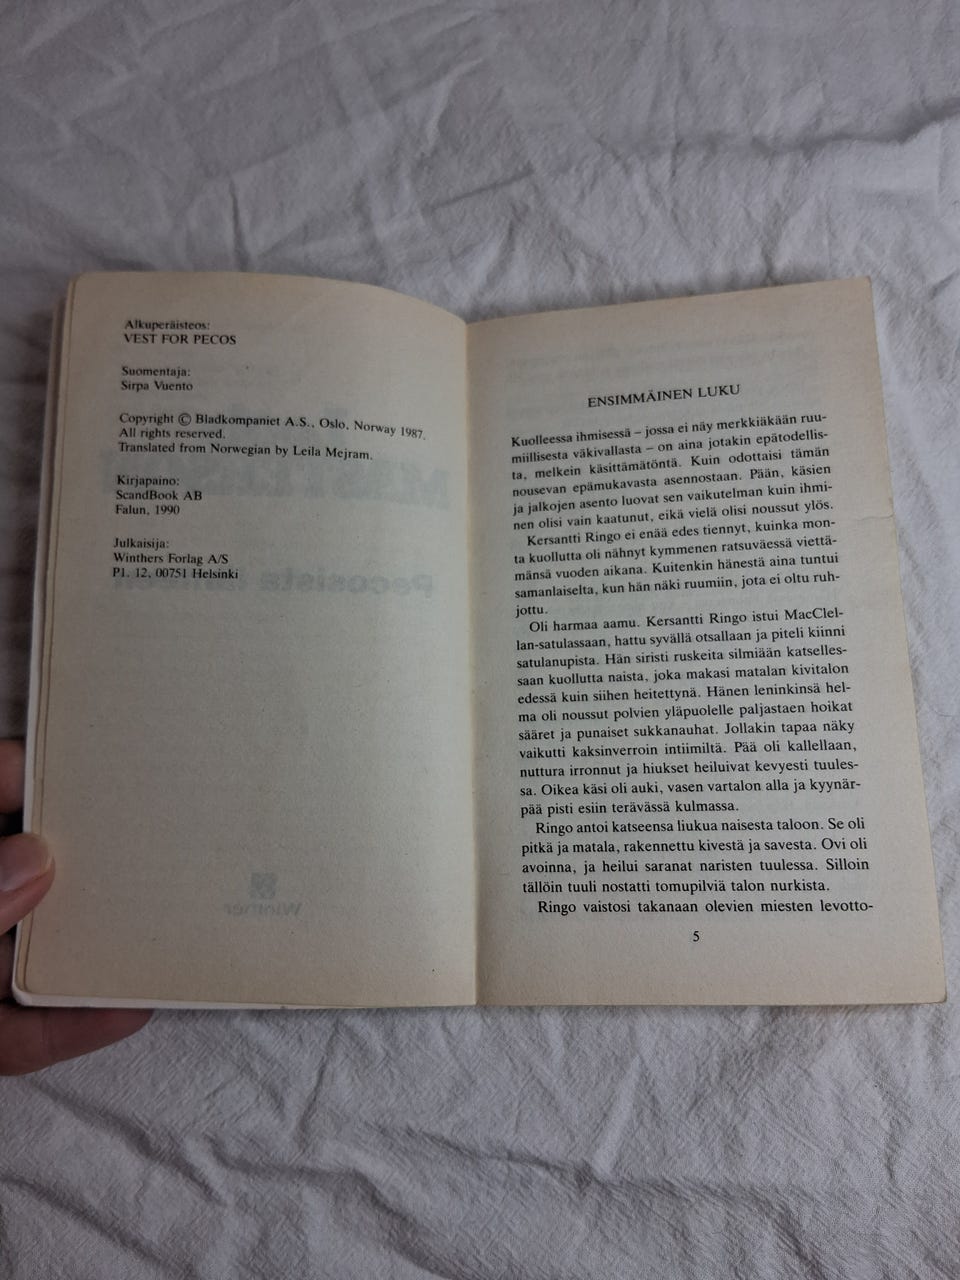 Alkuperäisteos:
VEST FOR PECOS
Suomentaja:
Sirpa Vuento
Copyright © Bladkompaniet A.S., Oslo, Norway 1987.
All rights reserved.
Translated from Norwegian by Leila Mejram.
Kirjapaino:
ScandBook AB
Falun, 1990
Julkaisija:
Winthers Forlag A/S
P1. 12, 00751 Helsinki
Pecosista
Winther
ENSIMMÄINEN LUKU
Kuolleessa ihmisessä – jossa ei näy merkkiäkään ruu-
miillisesta väkivallasta – on aina jotakin epätodellis-
ta, melkein käsittämätöntä. Kuin odottaisi tämän
nousevan epämukavasta asennostaan. Pään, käsien
ja jalkojen asento luovat sen vaikutelman kuin ihmi-
nen olisi vain kaatunut, eikä vielä olisi noussut ylös.
Kersantti Ringo ei enää edes tiennyt, kuinka mon-
ta kuollutta oli nähnyt kymmenen ratsuväessä viettä-
mänsä vuoden aikana. Kuitenkin hänestä aina tuntui
samanlaiselta, kun hän näki ruumiin, jota ei oltu ruh-
jottu.
Oli harmaa aamu. Kersantti Ringo istui MacClel-
lan-satulassaan, hattu syvällä otsallaan ja piteli kiinni
satulanupista. Hän siristi ruskeita silmiään katselles-
saan kuollutta naista, joka makasi matalan kivitalon
edessä kuin siihen heitettynä. Hänen leninkinsä hel-
ma oli noussut polvien yläpuolelle paljastaen hoikat
sääret ja punaiset sukkanauhat. Jollakin tapaa näky
vaikutti kaksinverroin intiimiltä. Pää oli kallellaan,
nuttura irronnut ja hiukset heiluivat kevyesti tuules-
sa. Oikea käsi oli auki, vasen vartalon alla ja kyynär-
pää pisti esiin terävässä kulmassa.
Ringo antoi katseensa liukua naisesta taloon. Se oli
pitkä ja matala, rakennettu kivestä ja savesta. Ovi oli
avoinna, ja heilui saranat naristen tuulessa. Silloin
tällöin tuuli nostatti tomupilviä talon nurkista.
Ringo vaistosi takanaan olevien miesten levotto-
5